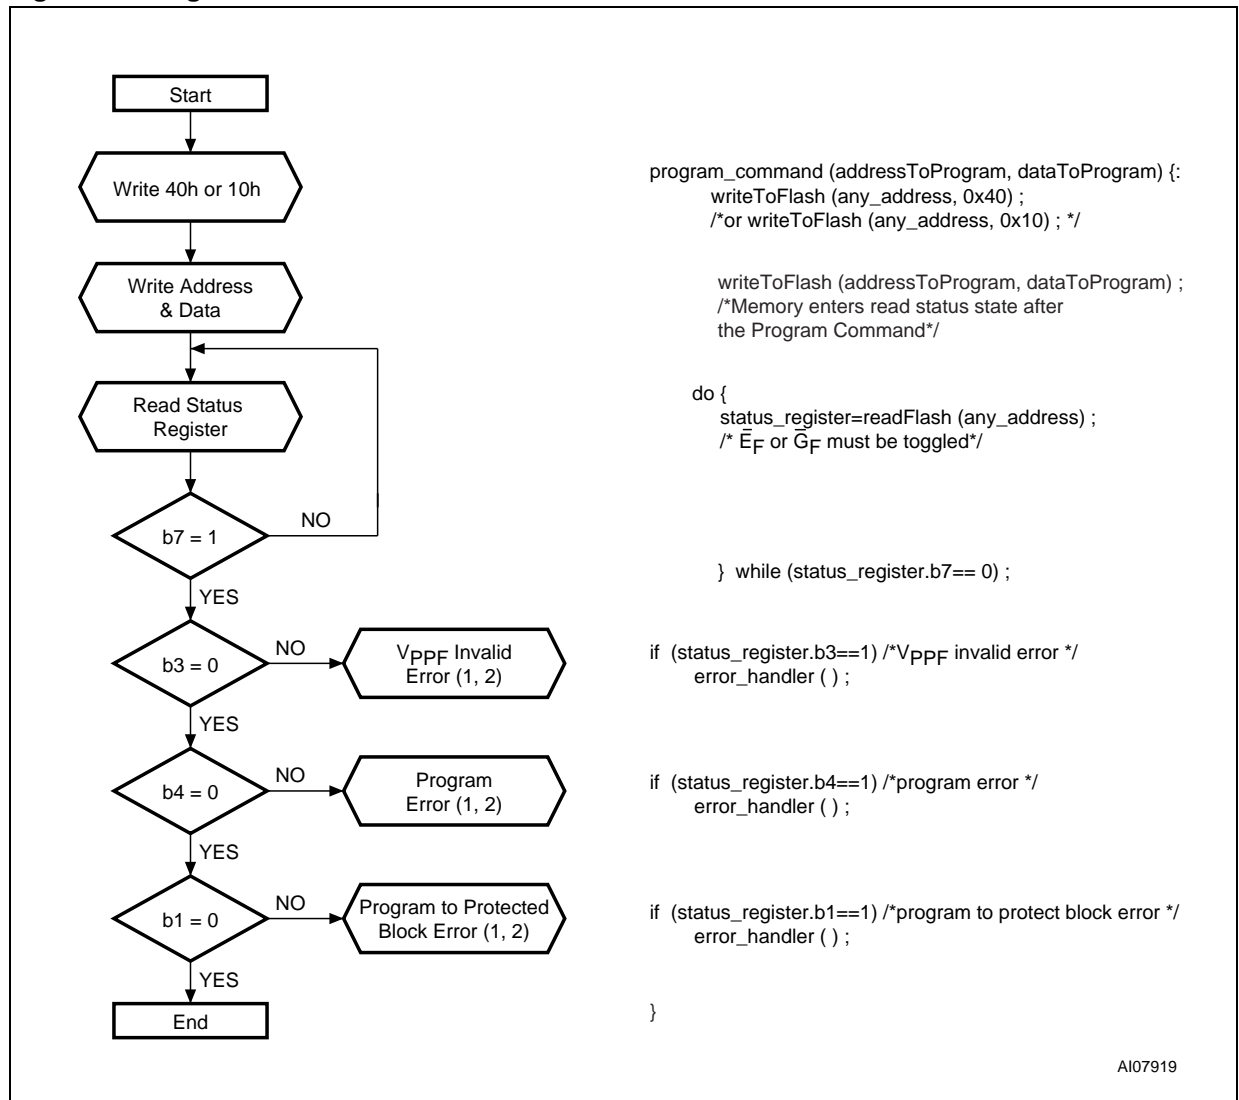 Start
Write 40h or 10h
program_command (addressToProgram, dataToProgram) {:
writeToFlash (any_address, 0x40) ;
/*or writeToFlash (any_address, 0x10) ; */
Write Address
& Data
writeToFlash (addressToProgram, dataToProgram) ;
/*Memory enters read status state after
the Program Command*/
Read Status
Register
do {
status_register=readFlash (any_address) ;
/* E̅F or G̅F must be toggled*/
b7 = 1
NO
YES
} while (status_register.b7== 0) ;
b3 = 0
NO
YES
VPPF Invalid
Error (1, 2)
if (status_register.b3==1) /*VPPF invalid error */
error_handler ( ) ;
b4 = 0
NO
YES
Program
Error (1, 2)
if (status_register.b4==1) /*program error */
error_handler ( ) ;
b1 = 0
NO
YES
Program to Protected
Block Error (1, 2)
if (status_register.b1==1) /*program to protect block error */
error_handler ( ) ;
End
}
AI07919